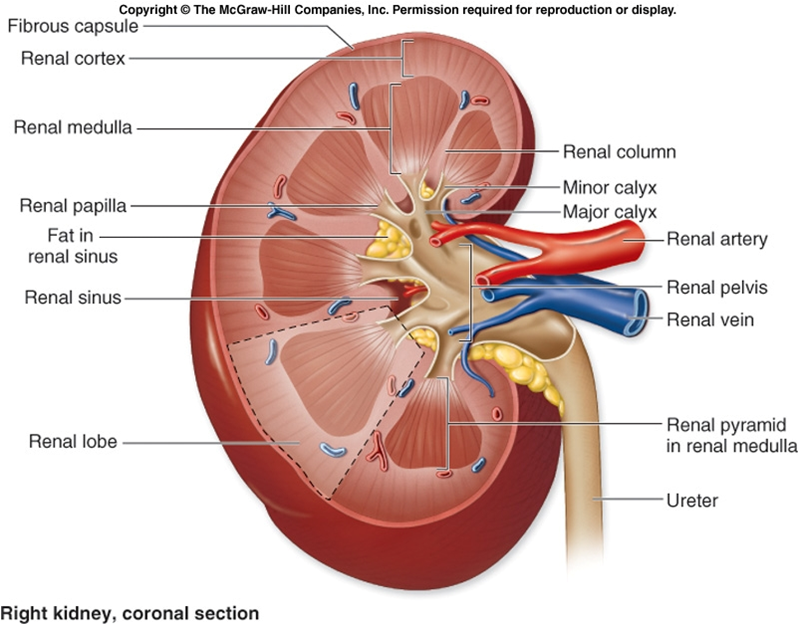 Copyright © The McGraw-Hill Companies, Inc. Permission required for reproduction or display.
Fibrous capsule
Renal cortex
Renal medulla
Renal column
Minor calyx
Renal papilla
Major calyx
Fat in
renal sinus
Renal artery
Renal sinus
Renal pelvis
Renal vein
Renal lobe
Renal pyramid
in renal medulla
Ureter
Right kidney, coronal section